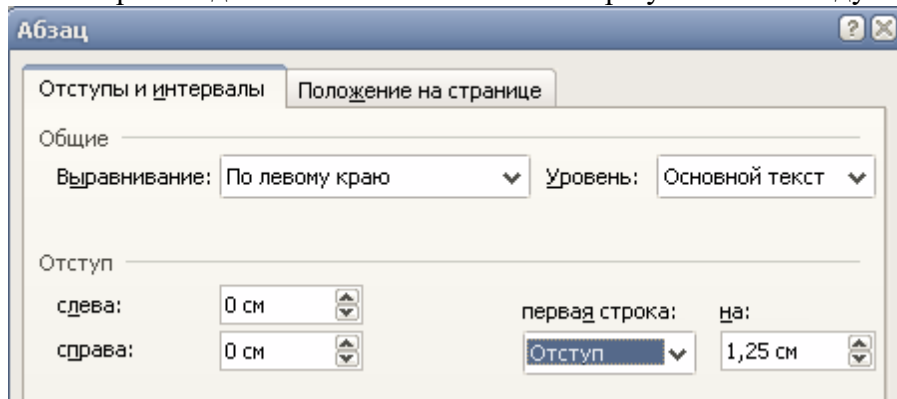 Абзац
Отступы и интервалы Положение на странице
Общие
Выравнивание: По левому краю Уровень: Основной текст
Отступ
слева: 0 см первая строка: на:
справа: 0 см Отступ 1,25 см